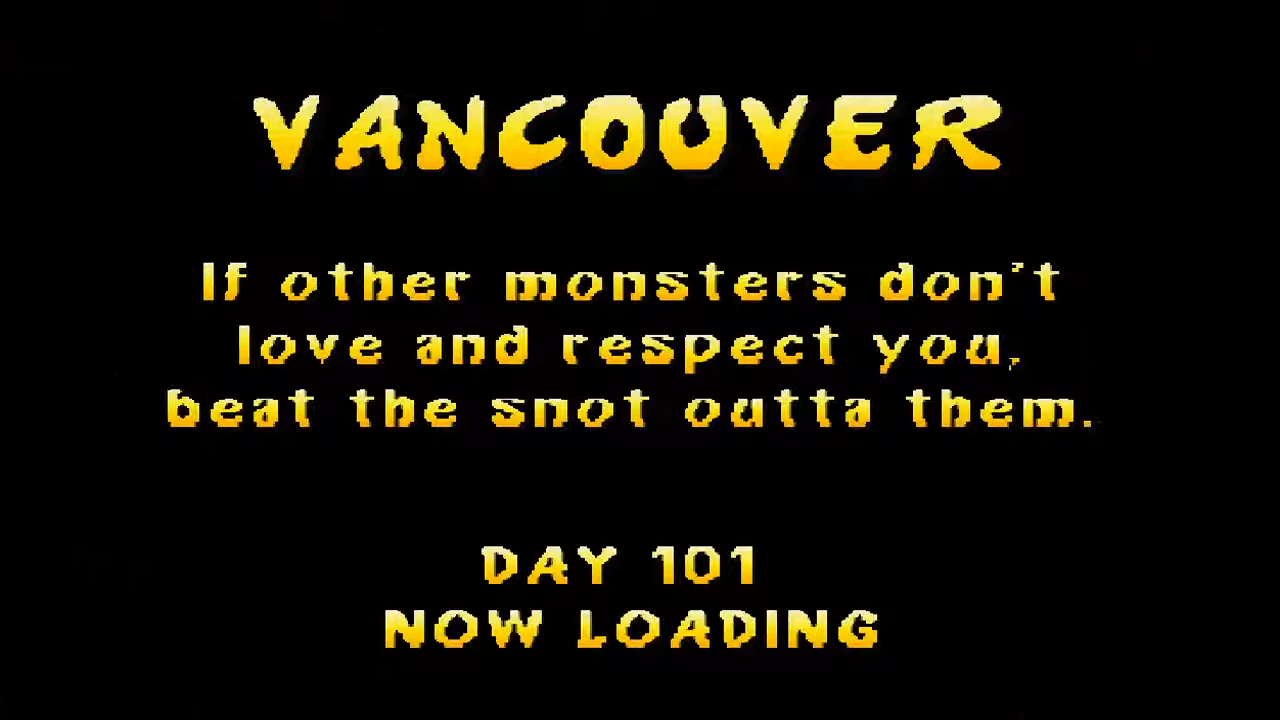 VANCOUVER
If other monsters don't
love and respect you,
beat the snot outta them.
DAY 101
NOW LOADING